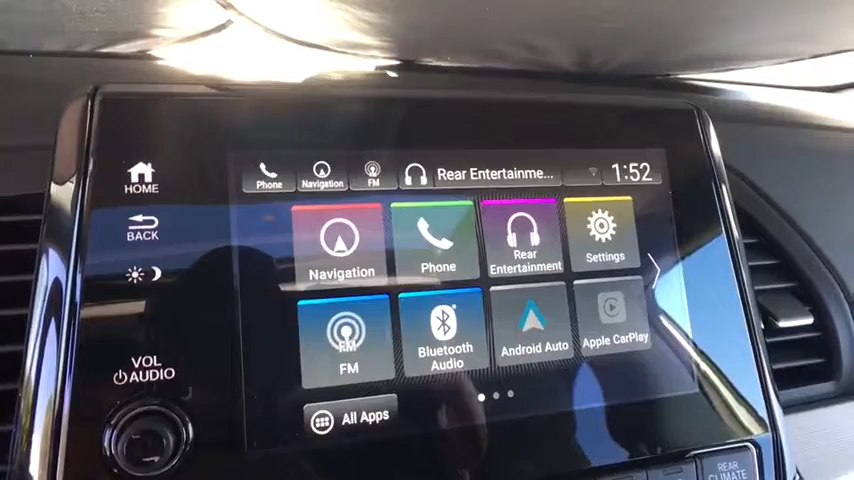 HOME
BACK
VOL
AUDIO
Phone
Navigation
FM
Rear Entertainme...
1:52
Navigation
Phone
Rear
Entertainment
Settings
FM
FM
Bluetooth
Audio
Android Auto
Apple CarPlay
All Apps
REAR
CLIMATE